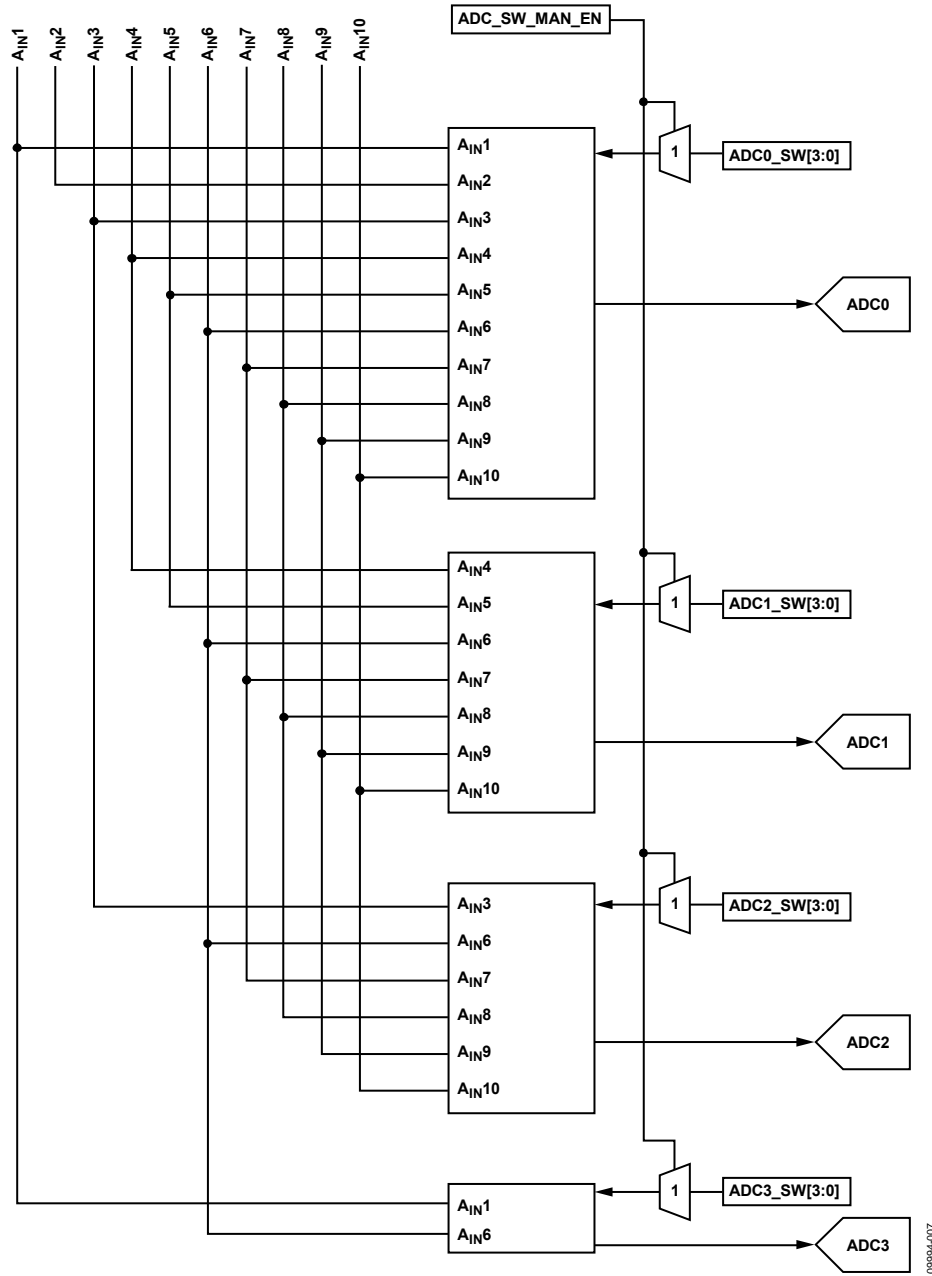 AIN1
AIN2
AIN3
AIN4
AIN5
AIN6
AIN7
AIN8
AIN9
AIN10
ADC_SW_MAN_EN
AIN1
AIN2
AIN3
AIN4
AIN5
AIN6
AIN7
AIN8
AIN9
AIN10
1
ADC0_SW[3:0]
ADC0
AIN4
AIN5
AIN6
AIN7
AIN8
AIN9
AIN10
1
ADC1_SW[3:0]
ADC1
AIN3
AIN6
AIN7
AIN8
AIN9
AIN10
1
ADC2_SW[3:0]
ADC2
AIN1
AIN6
1
ADC3_SW[3:0]
ADC3